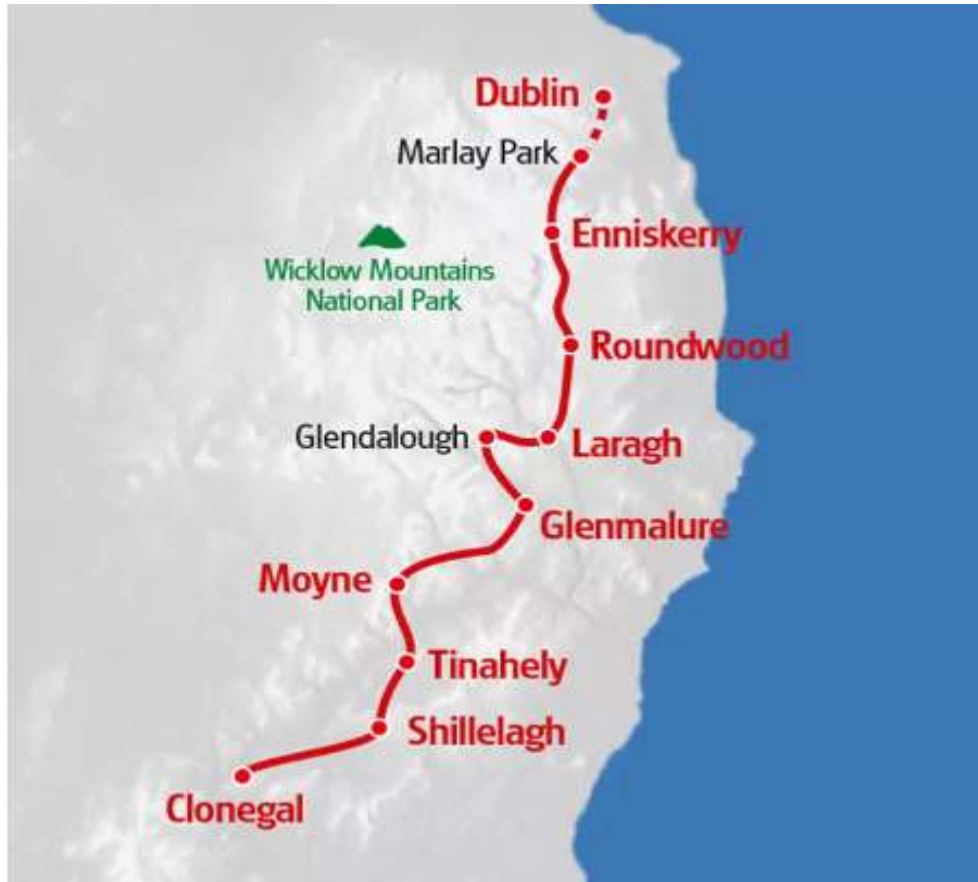 Dublin
Marlay Park
Enniskerry
Wicklow Mountains
National Park
Roundwood
Glendalough
Laragh
Glenmalure
Moyne
Tinahely
Shillelagh
Clonegal